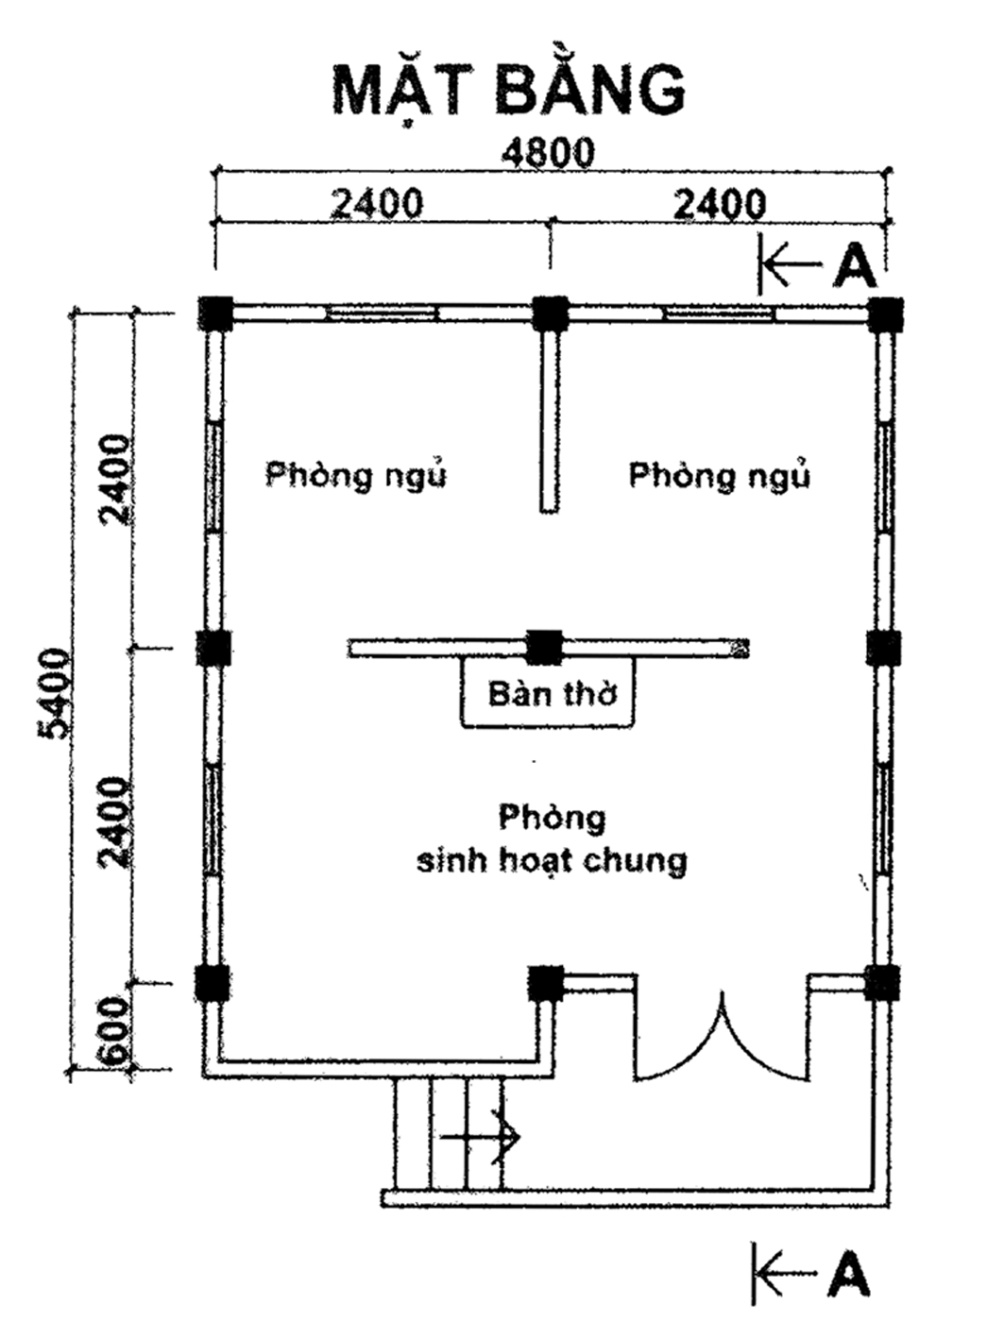 MẶT BẰNG
4800
2400 2400
A
2400
Phòng ngủ Phòng ngủ
5400
Bàn thờ
2400
Phòng
sinh hoạt chung
600
A